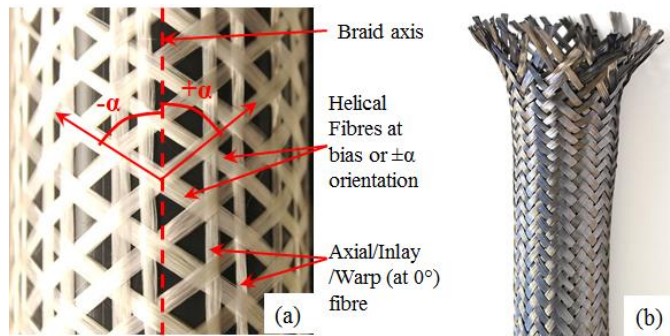 Braid axis
+α
-α
Helical
Fibres at
bias or ±α
orientation
Axial/Inlay
/Warp (at 0°)
fibre
(a)
(b)